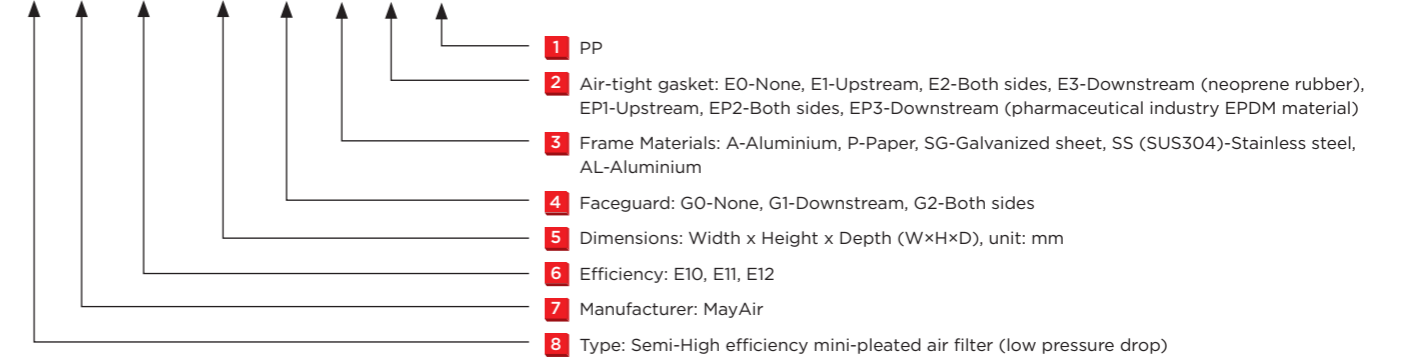 1 PP
2 Air-tight gasket: E0-None, E1-Upstream, E2-Both sides, E3-Downstream (neoprene rubber),
EP1-Upstream, EP2-Both sides, EP3-Downstream (pharmaceutical industry EPDM material)
3 Frame Materials: A-Aluminium, P-Paper, SG-Galvanized sheet, SS (SUS304)-Stainless steel,
AL-Aluminium
4 Faceguard: G0-None, G1-Downstream, G2-Both sides
5 Dimensions: Width x Height x Depth (W×H×D), unit: mm
6 Efficiency: E10, E11, E12
7 Manufacturer: MayAir
8 Type: Semi-High efficiency mini-pleated air filter (low pressure drop)